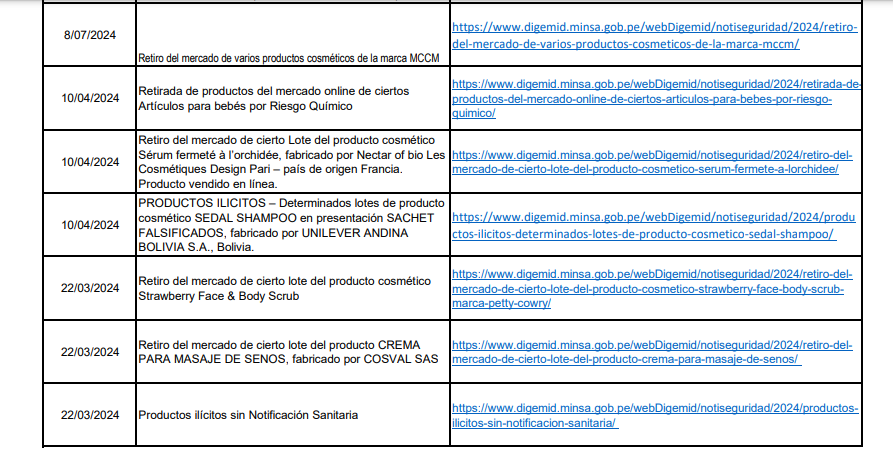 8/07/2024
Retiro del mercado de varios productos cosméticos de la marca MCCM
https://www.digemid.minsa.gob.pe/webDigemid/notiseguridad/2024/retiro-
del-mercado-de-varios-productos-cosmeticos-de-la-marca-mccm/
10/04/2024
Retirada de productos del mercado online de ciertos
Artículos para bebés por Riesgo Químico
https://www.digemid.minsa.gob.pe/webDigemid/notiseguridad/2024/retirada-de-
productos-del-mercado-online-de-ciertos-articulos-para-bebes-por-riesgo-
quimico/
10/04/2024
Retiro del mercado de cierto Lote del producto cosmético
Sérum fermeté à l'orchidée, fabricado por Nectar of bio Les
Cosmétiques Design Pari – país de origen Francia.
Producto vendido en línea.
https://www.digemid.minsa.gob.pe/webDigemid/notiseguridad/2024/retiro-del-
mercado-de-cierto-lote-del-producto-cosmetico-serum-fermete-a-lorchidee/
10/04/2024
PRODUCTOS ILICITOS – Determinados lotes de producto
cosmético SEDAL SHAMPOO en presentación SACHET
FALSIFICADOS, fabricado por UNILEVER ANDINA
BOLIVIA S.A., Bolivia.
https://www.digemid.minsa.gob.pe/webDigemid/notiseguridad/2024/produ
ctos-ilicitos-determinados-lotes-de-producto-cosmetico-sedal-shampoo/
22/03/2024
Retiro del mercado de cierto lote del producto cosmético
Strawberry Face & Body Scrub
https://www.digemid.minsa.gob.pe/webDigemid/notiseguridad/2024/retiro-del-
mercado-de-cierto-lote-del-producto-cosmetico-strawberry-face-body-scrub-
marca-petty-cowry/
22/03/2024
Retiro del mercado de cierto lote del producto CREMA
PARA MASAJE DE SENOS, fabricado por COSVAL SAS
https://www.digemid.minsa.gob.pe/webDigemid/notiseguridad/2024/retiro-del-
mercado-de-cierto-lote-del-producto-crema-para-masaje-de-senos/
22/03/2024
Productos ilícitos sin Notificación Sanitaria
https://www.digemid.minsa.gob.pe/webDigemid/notiseguridad/2024/productos-
ilicitos-sin-notificacion-sanitaria/